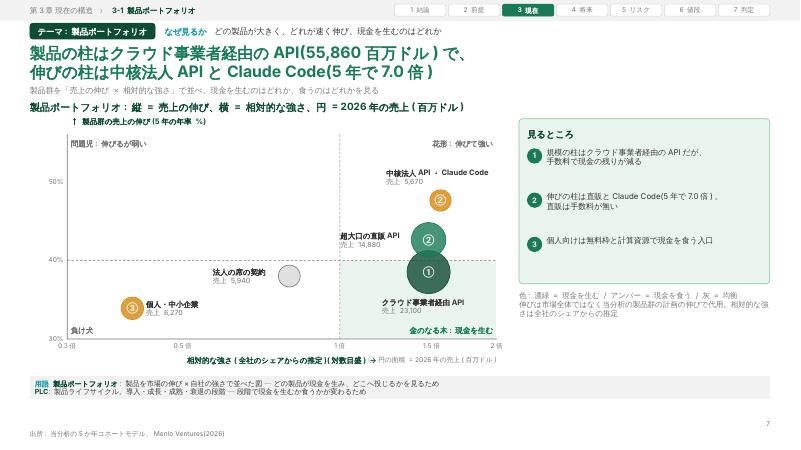 第 3 章 現在の構造 › 3-1 製品ポートフォリオ
1 結論
2 前提
3 現在
4 将来
5 リスク
6 値段
7 判定
テーマ : 製品ポートフォリオ
なぜ見るか どの製品が大きく、どれが速く伸び、現金を生むのはどれか
製品の柱はクラウド事業者経由の API(55,860 百万ドル ) で、
伸びの柱は中核法人 API と Claude Code(5 年で 7.0 倍 )
製品群を「売上の伸び × 相対的な強さ」で並べ、現金を生むのはどれか、食うのはどれかを見る
製品ポートフォリオ : 縦 = 売上の伸び、横 = 相対的な強さ、円 = 2026 年の売上 ( 百万ドル )
↑ 製品群の売上の伸び (5 年の年率 %)
問題児 : 伸びるが弱い
花形 : 伸びて強い
中核法人 API ・ Claude Code
売上 5,670
②
50%
超大口の直販 API
売上 14,880
②
40%
法人の席の契約
売上 5,940
①
クラウド事業者経由 API
売上 23,100
③
個人・中小企業
売上 6,270
負け犬
金のなる木 : 現金を生む
30%
0.3 倍
0.5 倍
1 倍
1.5 倍
2 倍
相対的な強さ ( 全社のシェアからの推定 )( 対数目盛 ) →
円の面積 = 2026 年の売上 ( 百万ドル )
見るところ
1 規模の柱はクラウド事業者経由の API だが、
手数料で現金の残りが減る
2 伸びの柱は直販と Claude Code(5 年で 7.0 倍 ) 。
直販は手数料が無い
3 個人向けは無料枠と計算資源で現金を食う入口
色 : 濃緑 = 現金を生む / アンバー = 現金を食う / 灰 = 均衡
伸びは市場全体ではなく当分析の製品群の計画の伸びで代用。相対的な強
さは全社のシェアからの推定
用語 製品ポートフォリオ : 製品を市場の伸び × 自社の強さで並べた図 — どの製品が現金を生み、どこへ投じるかを見るため
PLC: 製品ライフサイクル。導入・成長・成熟・衰退の段階 — 段階で現金を生むか食うかが変わるため
7
出所 : 当分析の 5 か年コホートモデル、 Menlo Ventures(2026)